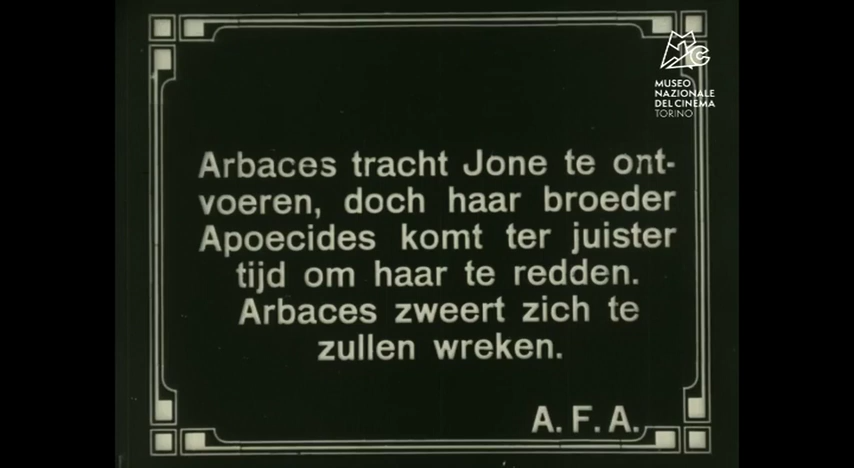 MUSEO
NAZIONALE
DEL CINEMA
TORINO
Arbaces tracht Jone te ont-
voeren, doch haar broeder
Apoecides komt ter juister
tijd om haar te redden.
Arbaces zweert zich te
zullen wreken.
A. F. A.